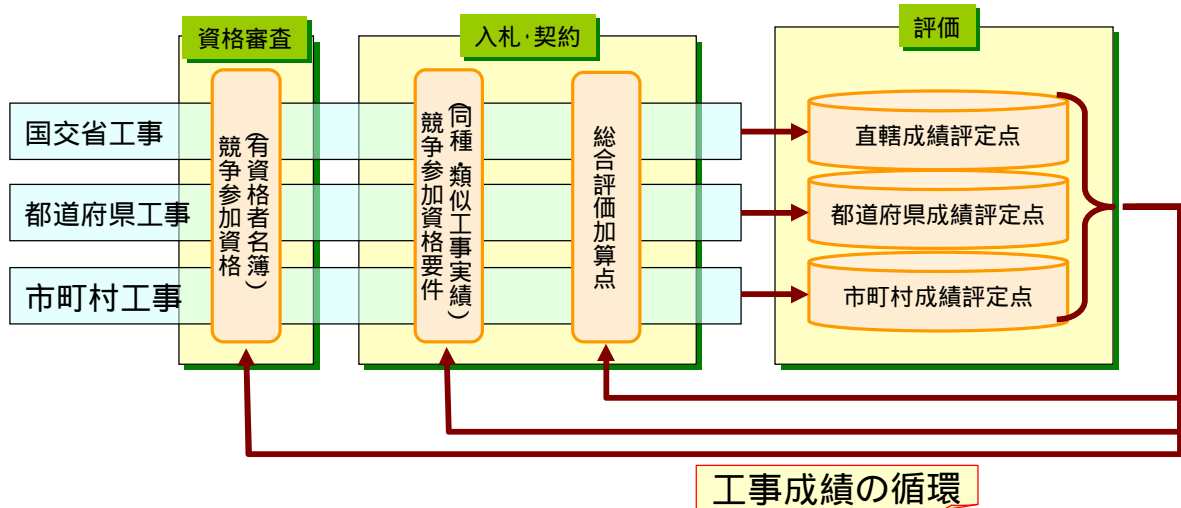 資格審査
入札･契約
評価
国交省工事
都道府県工事
市町村工事
競争参加資格
(有資格者名簿)
競争参加資格要件
(同種・類似工事実績)
総合評価加算点
直轄成績評定点
都道府県成績評定点
市町村成績評定点
工事成績の循環